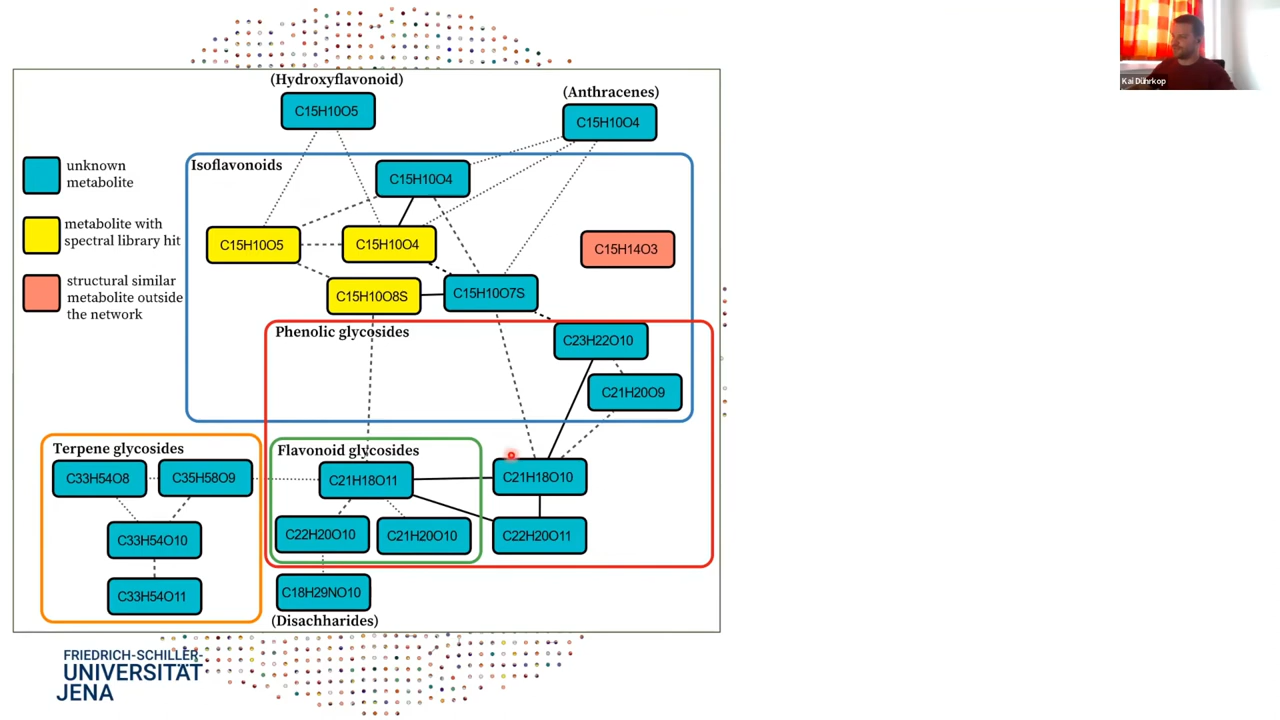 (Hydroxyflavonoid)
C15H10O5
(Anthracenes)
C15H10O4
Kai Dührkop
unknown
metabolite
metabolite with
spectral library hit
structural similar
metabolite outside
the network
Isoflavonoids
C15H10O4
C15H10O5
C15H10O4
C15H14O3
C15H10O8S
C15H10O7S
Phenolic glycosides
C23H22O10
C21H20O9
Terpene glycosides
C33H54O8
C35H58O9
C33H54O10
C33H54O11
Flavonoid glycosides
C21H18O11
C21H18O10
C22H20O10
C21H20O10
C22H20O11
C18H29NO10
(Disachharides)
FRIEDRICH-SCHILLER-
UNIVERSITÄT
JENA